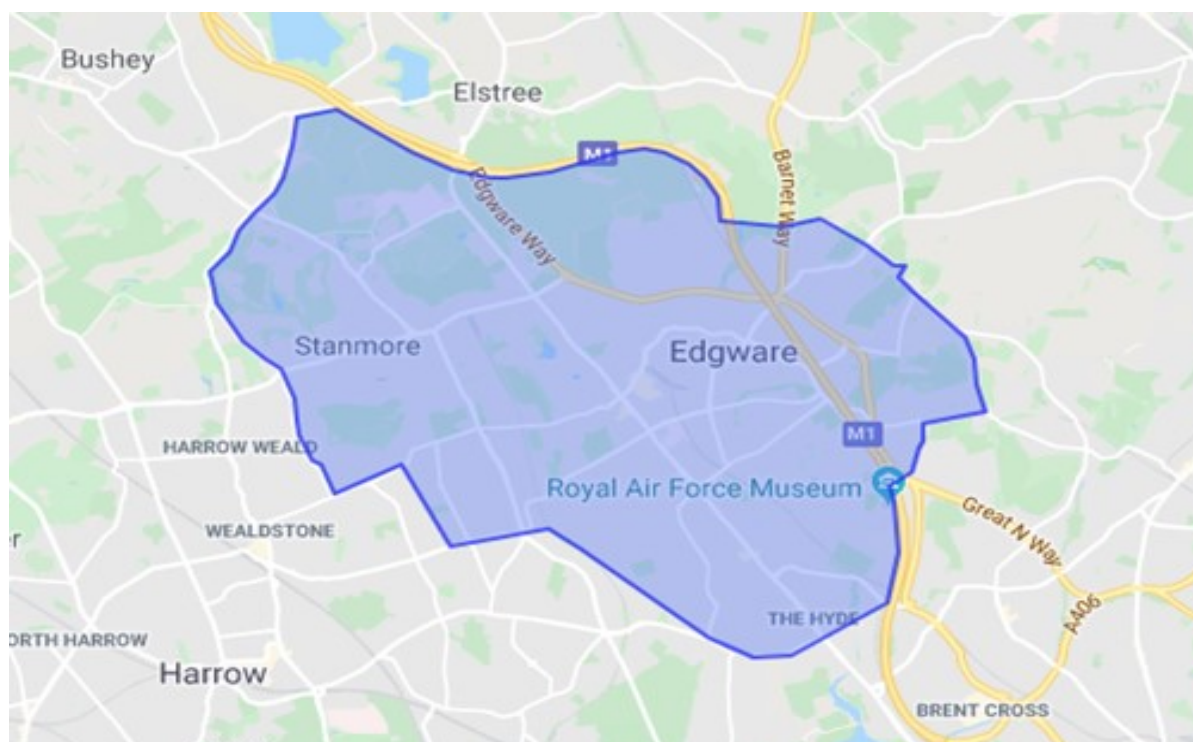 Bushey
Elstree
M1
Edgware Way
Barnet Way
Stanmore
Edgware
HARROW WEALD
M1
Royal Air Force Museum
Great N Way
WEALDSTONE
r
THE HYDE
A406
ORTH HARROW
Harrow
BRENT CROSS